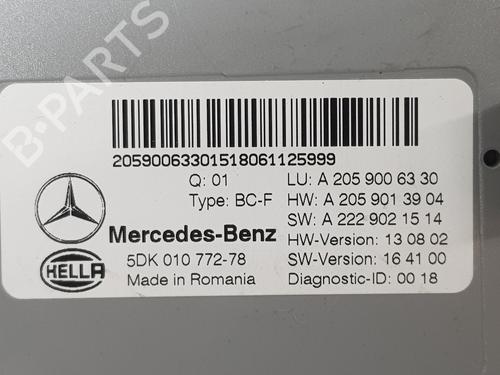 B-PARTS
20590063301518061125999
Q: 01
Type: BC-F
LU: A 205 900 63 30
HW: A 205 901 39 04
SW: A 222 902 15 14
Mercedes-Benz
HW-Version: 13 08 02
HELLA
5DK 010 772-78
SW-Version: 16 41 00
Made in Romania
Diagnostic-ID: 00 18